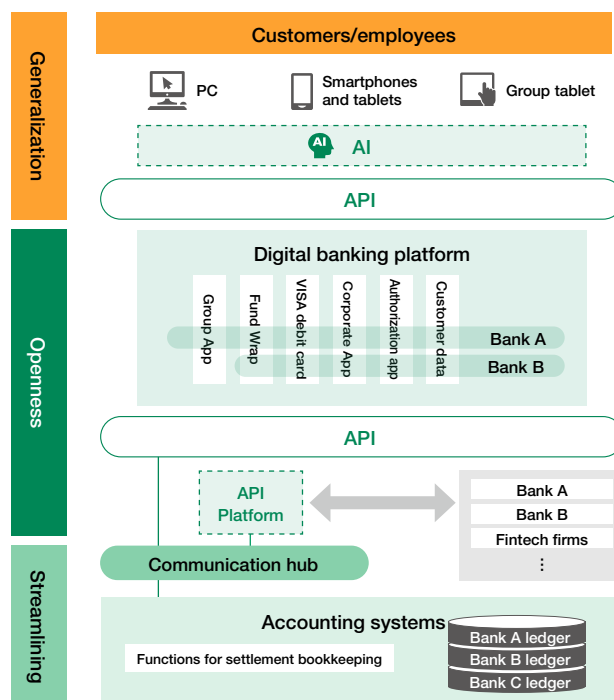 Generalization
Customers/employees
PC
Smartphones
and tablets
Group tablet
AI
AI
API
Openness
Digital banking platform
Group App
Fund Wrap
VISA debit card
Corporate App
Authorization app
Customer data
Bank A
Bank B
API
API
Platform
Bank A
Bank B
Fintech firms
⋮
Streamlining
Communication hub
Accounting systems
Functions for settlement bookkeeping
Bank A ledger
Bank B ledger
Bank C ledger